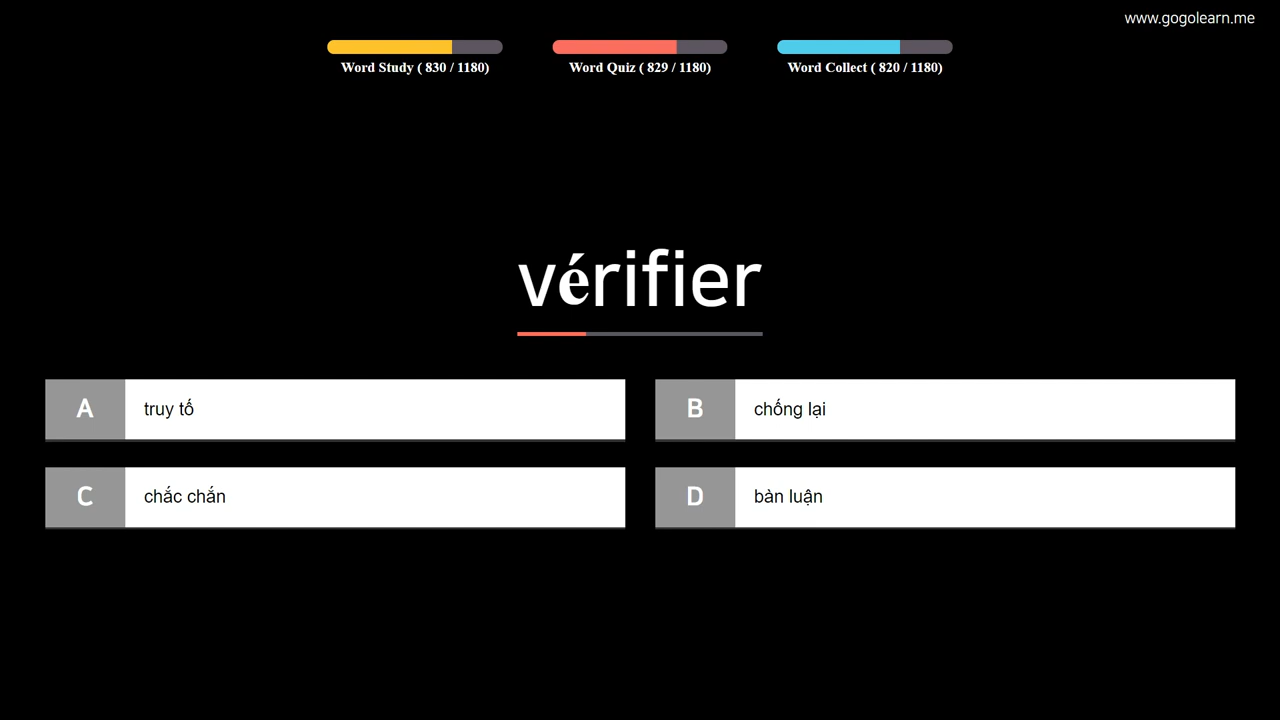 www.gogolearn.me
Word Study ( 830 / 1180)
Word Quiz ( 829 / 1180)
Word Collect ( 820 / 1180)
vérifier
A truy tố
B chống lại
C chắc chắn
D bàn luận